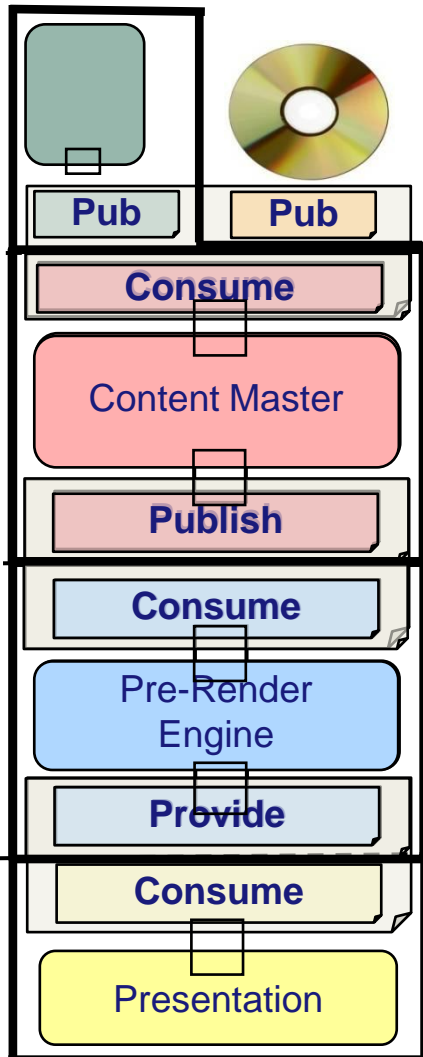 Pub Pub
Consume
Content Master
Publish
Consume
Pre-Render
Engine
Provide
Consume
Presentation